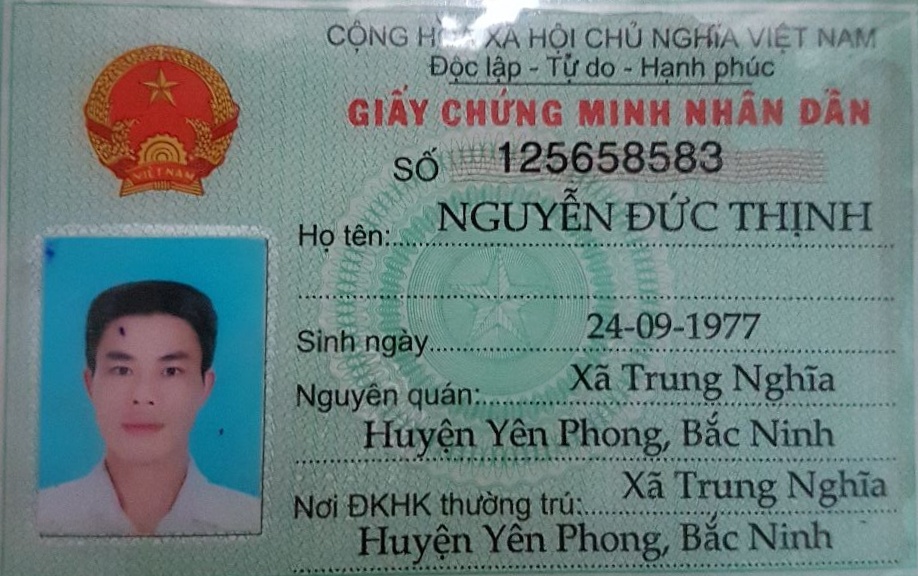 CỘNG HÒA XÃ HỘI CHỦ NGHĨA VIỆT NAM
Độc lập - Tự do - Hạnh phúc
GIẤY CHỨNG MINH NHÂN DÂN
SỐ 125658583
VIỆT NAM
Họ tên: NGUYỄN ĐỨC THỊNH
Sinh ngày 24-09-1977
Nguyên quán: Xã Trung Nghĩa
Huyện Yên Phong, Bắc Ninh
Nơi ĐKHK thường trú: Xã Trung Nghĩa
Huyện Yên Phong, Bắc Ninh